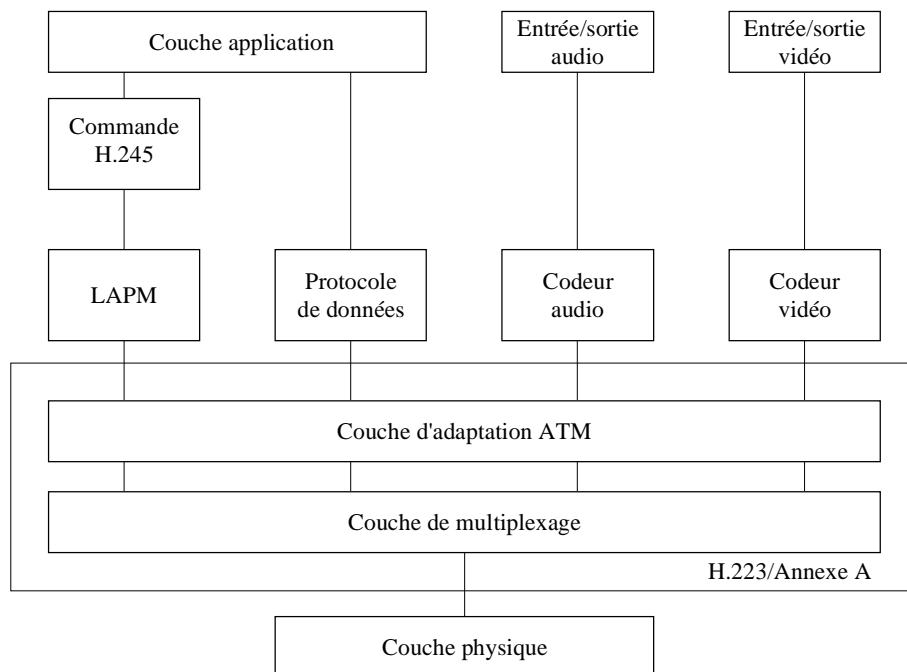 Couche application
Entrée/sortie
audio
Entrée/sortie
vidéo
Commande
H.245
LAPM
Protocole
de données
Codeur
audio
Codeur
vidéo
Couche d'adaptation ATM
Couche de multiplexage
H.223/Annexe A
Couche physique